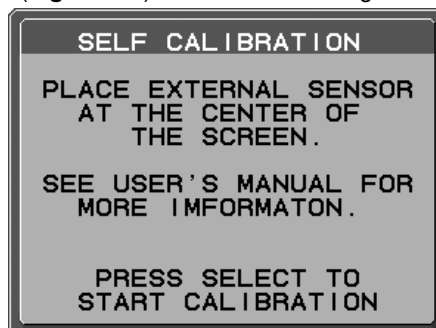 SELF CALIBRATION
PLACE EXTERNAL SENSOR
AT THE CENTER OF
THE SCREEN.
SEE USER'S MANUAL FOR
MORE IMFORMATON.
PRESS SELECT TO
START CALIBRATION